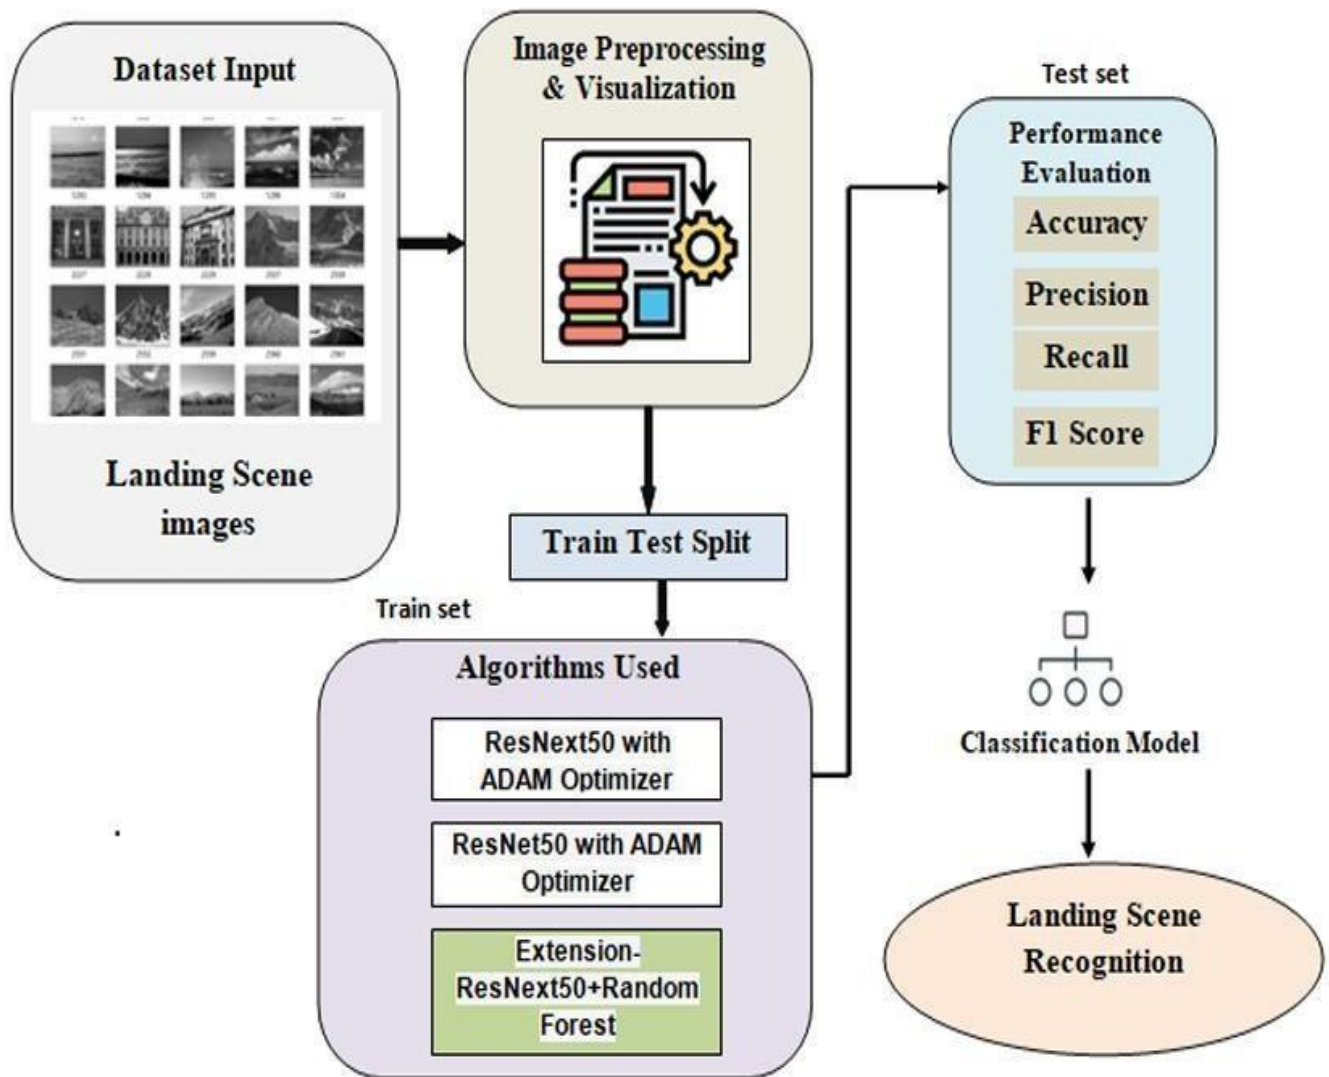 Dataset Input
Landing Scene
images
Image Preprocessing
& Visualization
Train Test Split
Train set
Algorithms Used
ResNext50 with
ADAM Optimizer
ResNet50 with ADAM
Optimizer
Extension-
ResNext50+Random
Forest
Test set
Performance
Evaluation
Accuracy
Precision
Recall
F1 Score
Classification Model
Landing Scene
Recognition